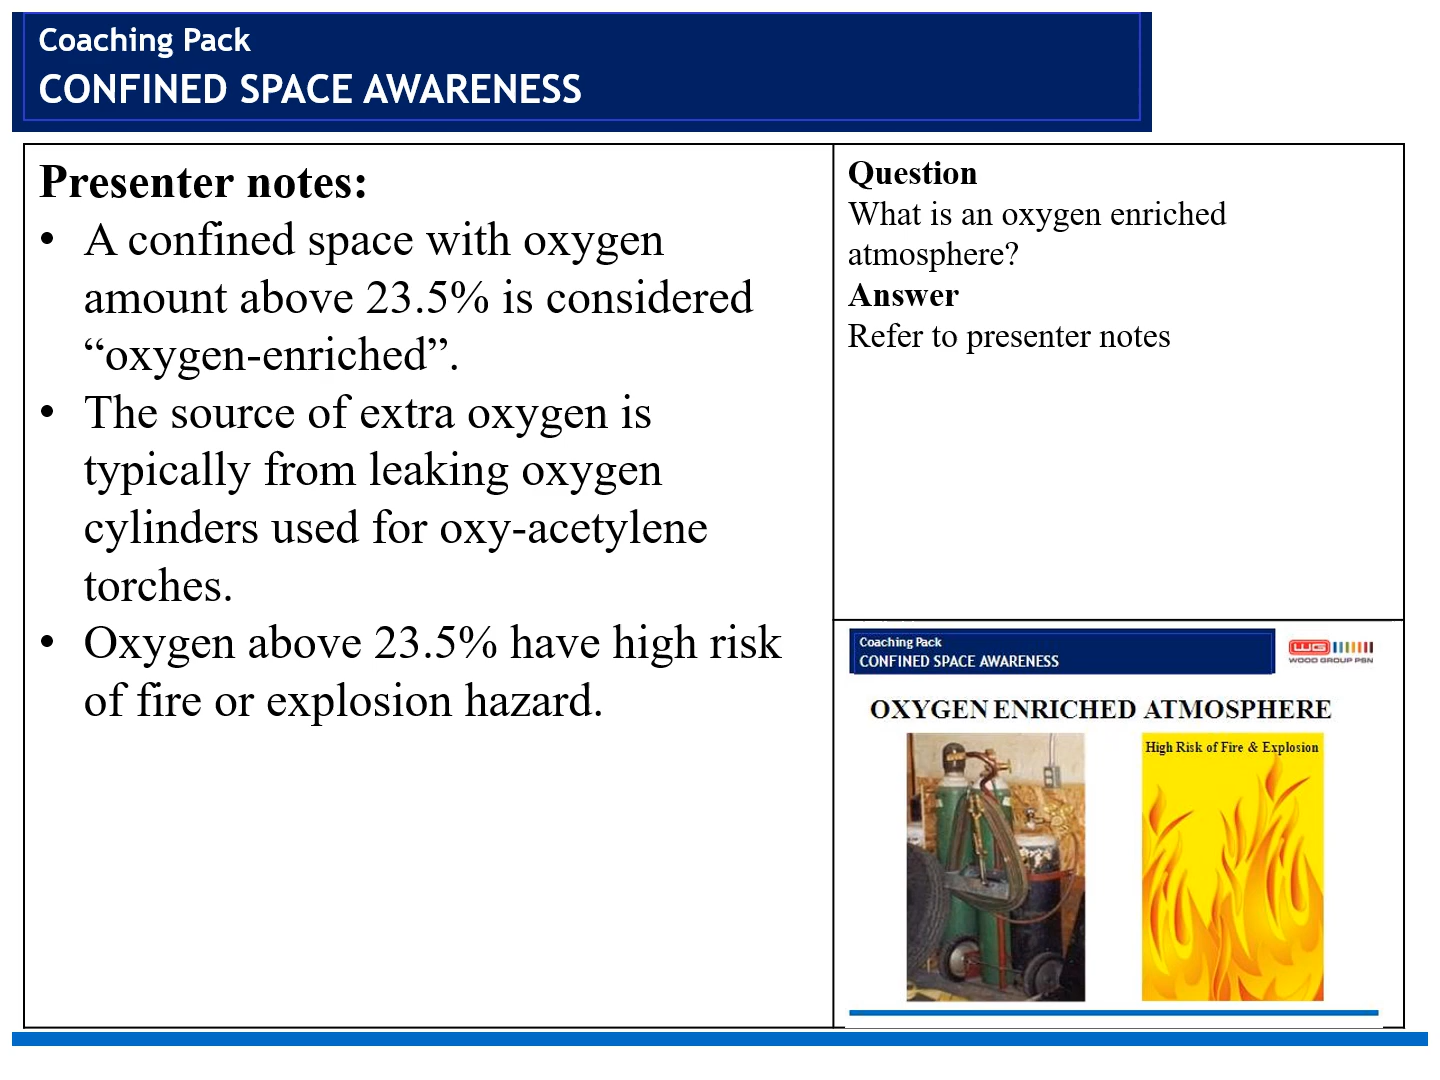 Coaching Pack
CONFINED SPACE AWARENESS
Presenter notes:
• A confined space with oxygen
amount above 23.5% is considered
“oxygen-enriched”.
• The source of extra oxygen is
typically from leaking oxygen
cylinders used for oxy-acetylene
torches.
• Oxygen above 23.5% have high risk
of fire or explosion hazard.
Question
What is an oxygen enriched
atmosphere?
Answer
Refer to presenter notes
Coaching Pack
CONFINED SPACE AWARENESS
WG
WOOD GROUP PSN
OXYGEN ENRICHED ATMOSPHERE
High Risk of Fire & Explosion